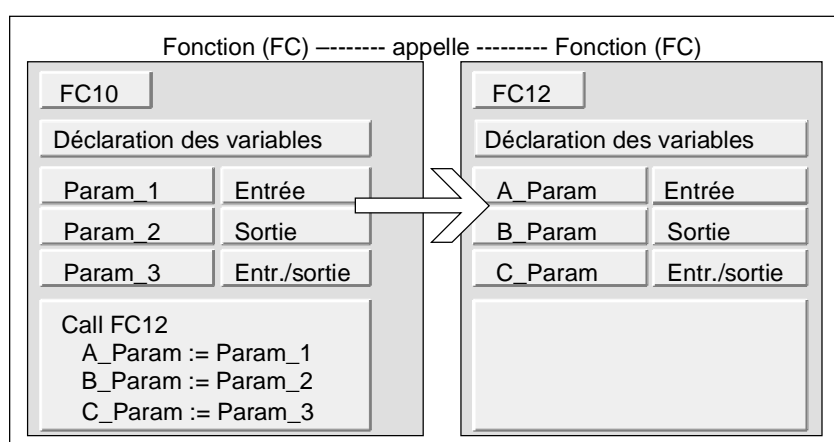 Fonction (FC) –------- appelle --------- Fonction (FC)
FC10
Déclaration des variables
Param_1 Entrée
Param_2 Sortie
Param_3 Entr./sortie
Call FC12
A_Param := Param_1
B_Param := Param_2
C_Param := Param_3
FC12
Déclaration des variables
A_Param Entrée
B_Param Sortie
C_Param Entr./sortie